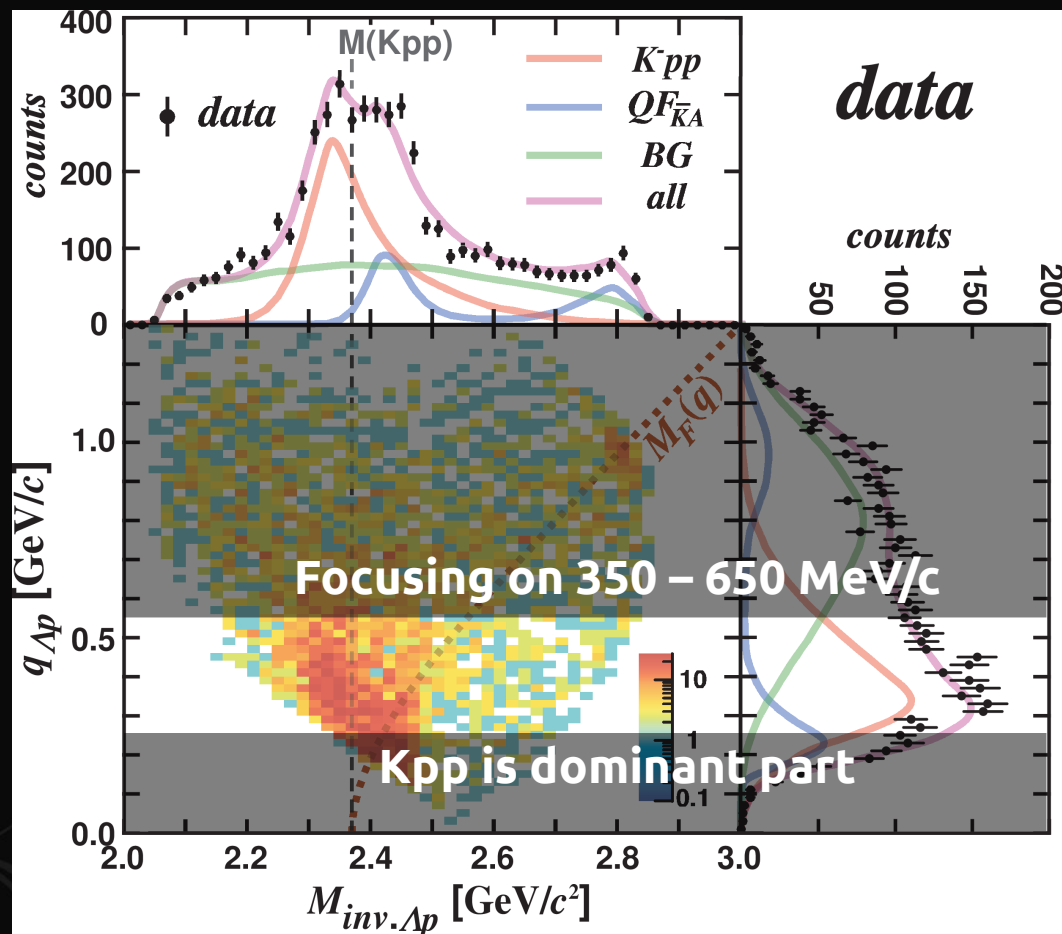 400
300
200
100
0
counts
M(Kpp)
data
K⁻pp
QF_K̄A
BG
all
data
counts
50
100
150
200
1.0
0.5
0.0
q_Λp [GeV/c]
M_F(q)
Focusing on 350 – 650 MeV/c
10
1
0.1
Kpp is dominant part
2.0 2.2 2.4 2.6 2.8 3.0
M_inv.Λp [GeV/c²]